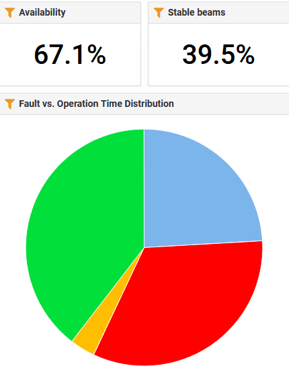 Availability
Stable beams
67.1%
39.5%
Fault vs. Operation Time Distribution